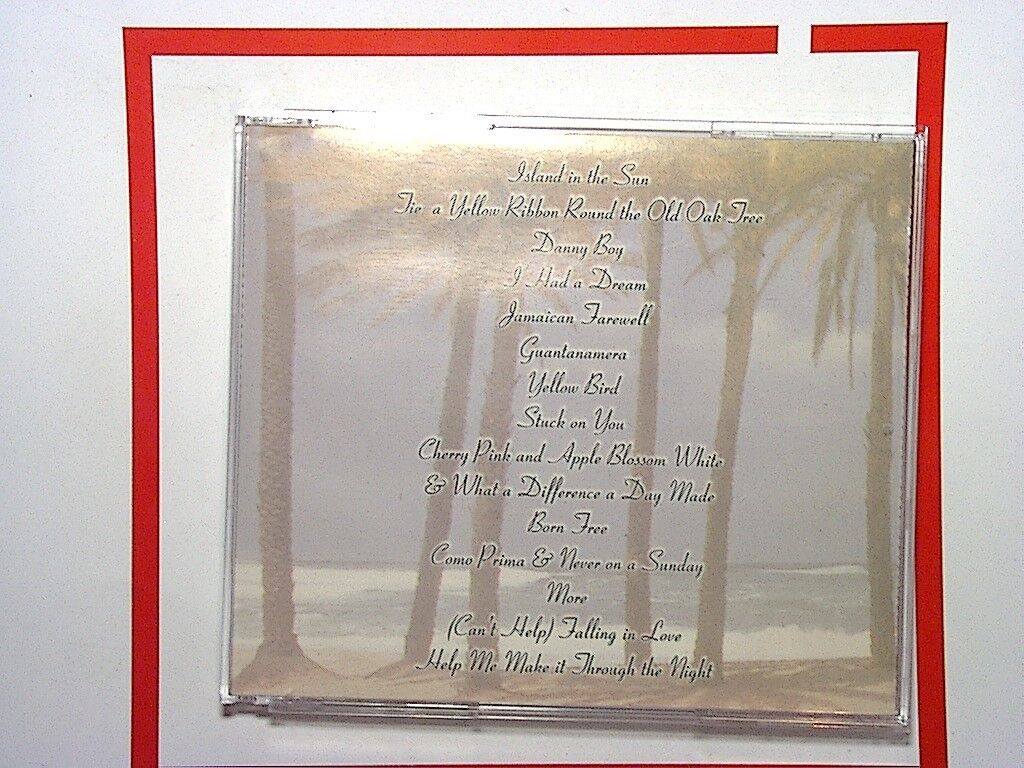 Island in the Sun
Tie a Yellow Ribbon Round the Old Oak Tree
Danny Boy
I Had a Dream
Jamaican Farewell
Guantanamera
Yellow Bird
Stuck on You
Cherry Pink and Apple Blossom White
& What a Difference a Day Made
Born Free
Como Prima & Never on a Sunday
More
(Can't Help) Falling in Love
Help Me Make it Through the Night